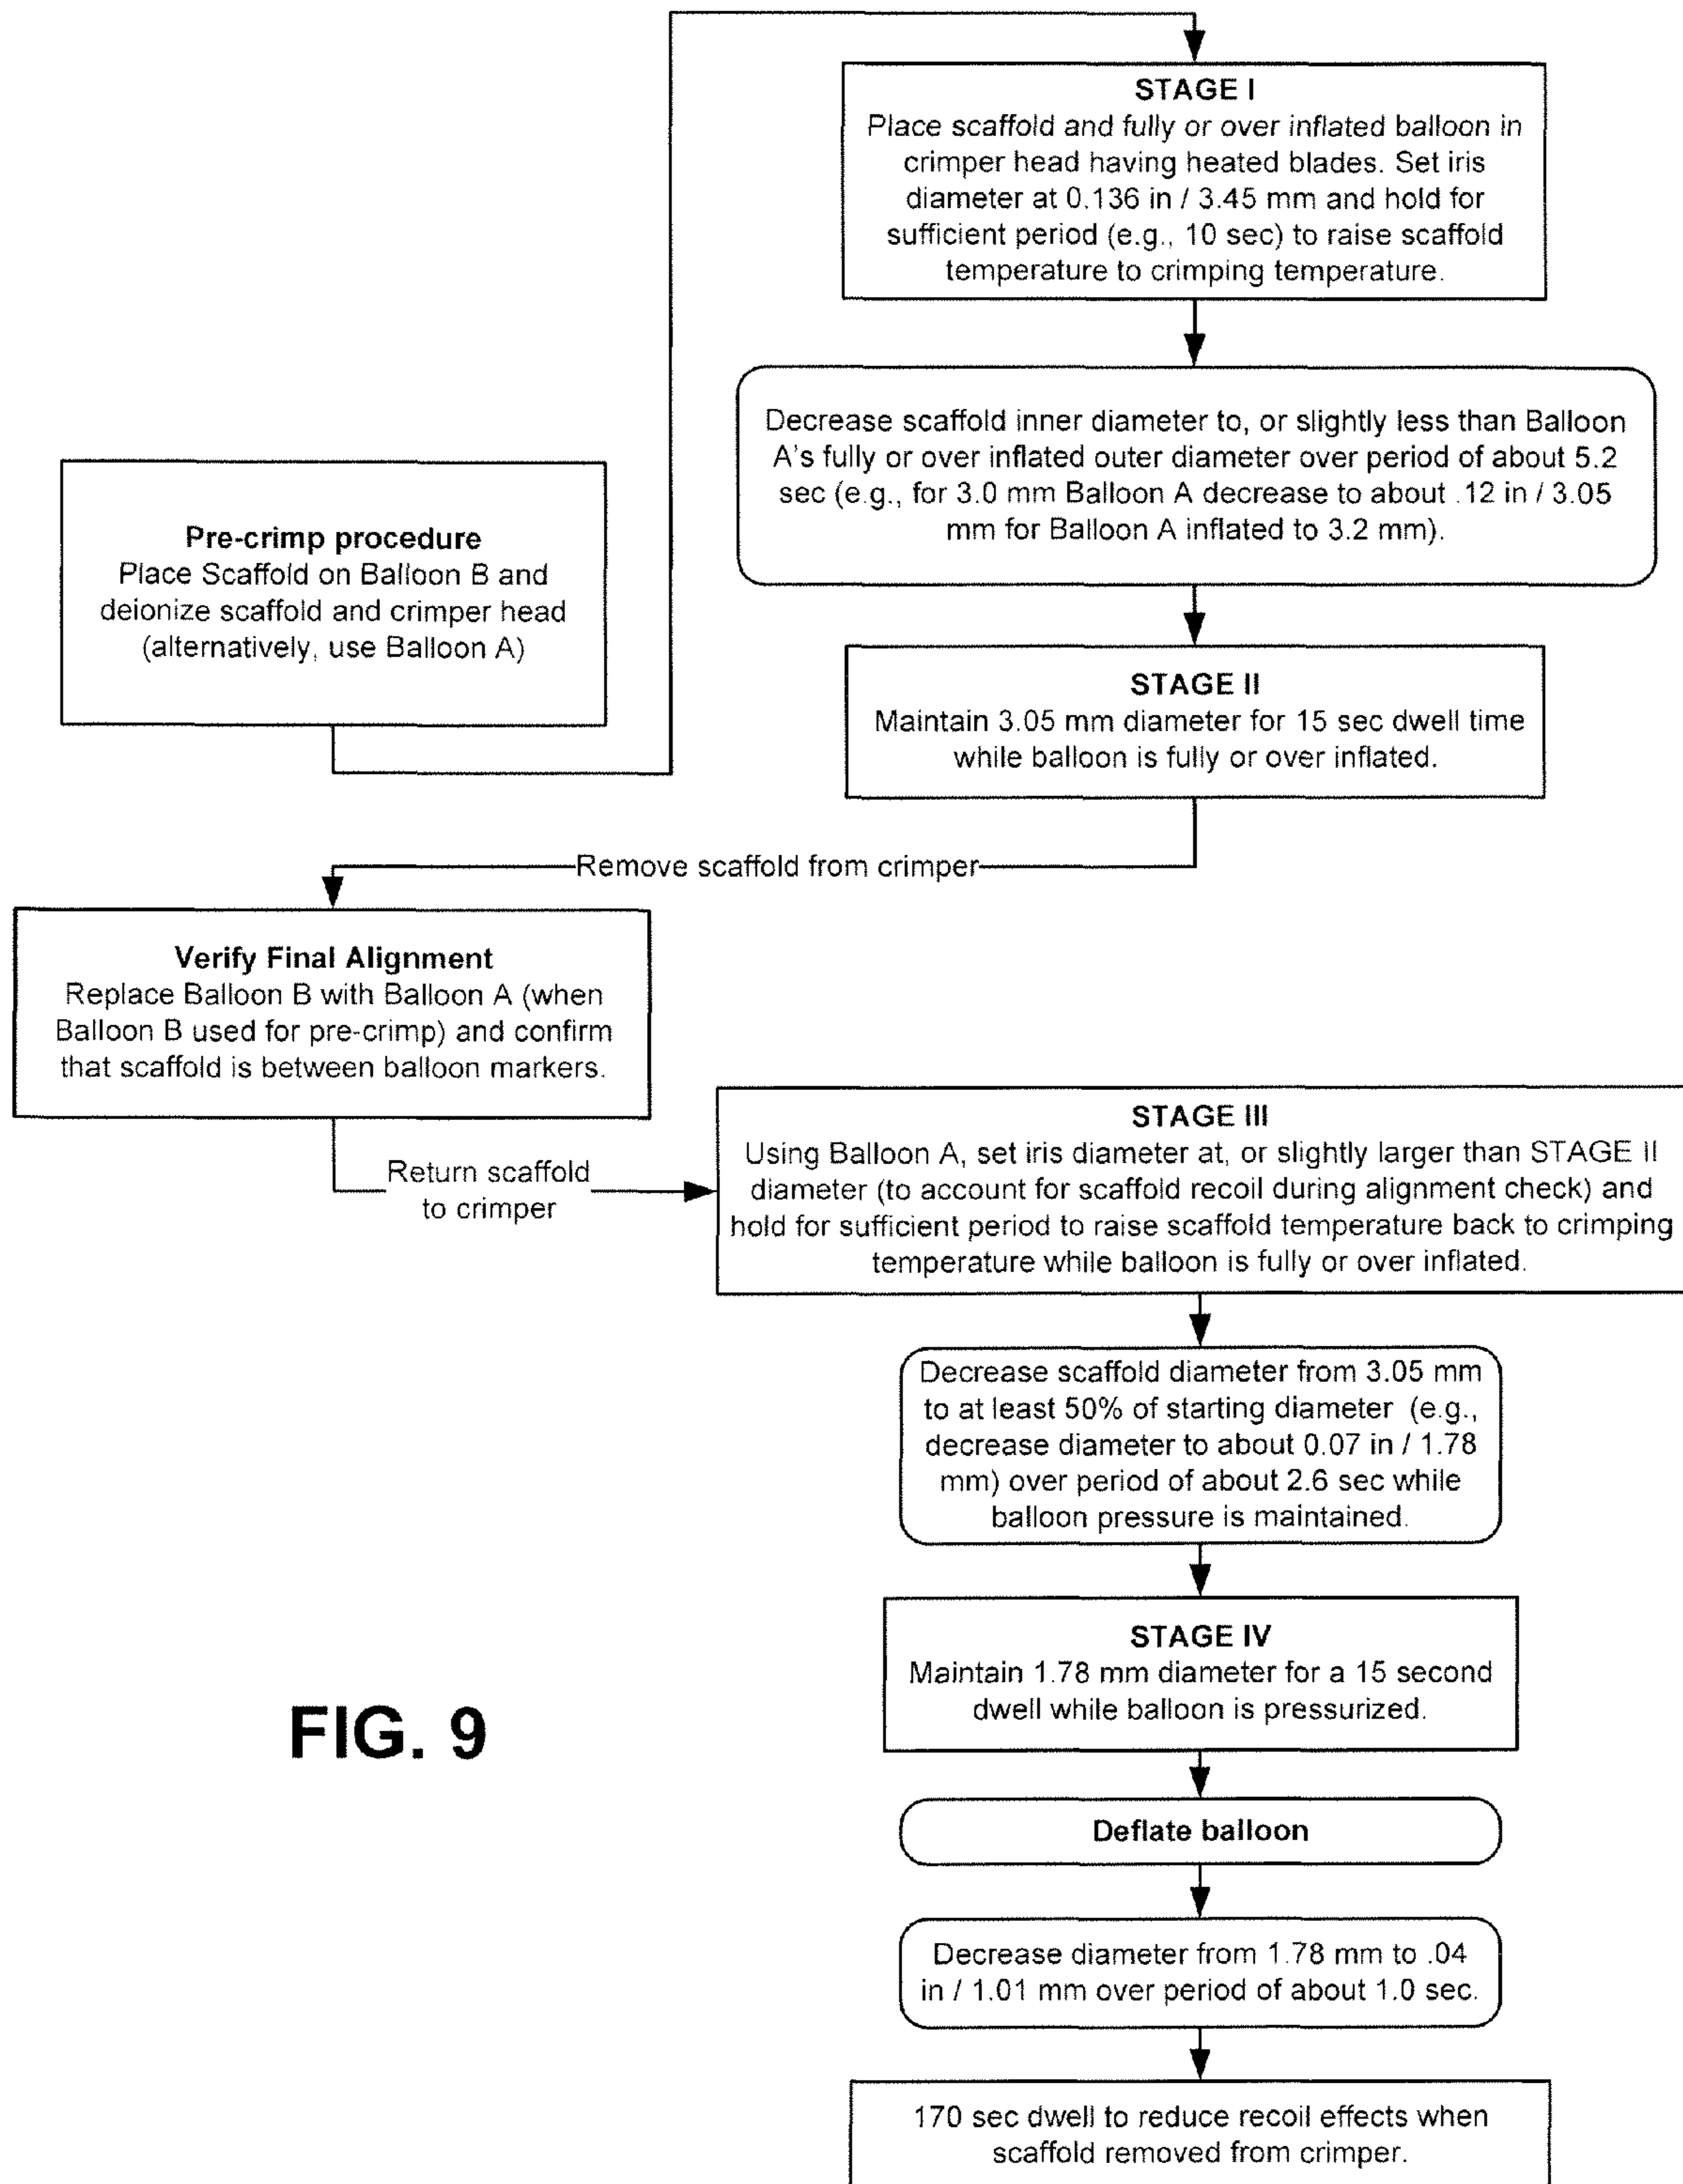 Pre-crimp procedure
Place Scaffold on Balloon B and
deionize scaffold and crimper head
(alternatively, use Balloon A)
STAGE I
Place scaffold and fully or over inflated balloon in
crimper head having heated blades. Set iris
diameter at 0.136 in / 3.45 mm and hold for
sufficient period (e.g., 10 sec) to raise scaffold
temperature to crimping temperature.
Decrease scaffold inner diameter to, or slightly less than Balloon
A's fully or over inflated outer diameter over period of about 5.2
sec (e.g., for 3.0 mm Balloon A decrease to about .12 in / 3.05
mm for Balloon A inflated to 3.2 mm).
STAGE II
Maintain 3.05 mm diameter for 15 sec dwell time
while balloon is fully or over inflated.
Remove scaffold from crimper
Verify Final Alignment
Replace Balloon B with Balloon A (when
Balloon B used for pre-crimp) and confirm
that scaffold is between balloon markers.
Return scaffold
to crimper
STAGE III
Using Balloon A, set iris diameter at, or slightly larger than STAGE II
diameter (to account for scaffold recoil during alignment check) and
hold for sufficient period to raise scaffold temperature back to crimping
temperature while balloon is fully or over inflated.
Decrease scaffold diameter from 3.05 mm
to at least 50% of starting diameter (e.g.,
decrease diameter to about 0.07 in / 1.78
mm) over period of about 2.6 sec while
balloon pressure is maintained.
STAGE IV
Maintain 1.78 mm diameter for a 15 second
dwell while balloon is pressurized.
Deflate balloon
Decrease diameter from 1.78 mm to .04
in / 1.01 mm over period of about 1.0 sec.
170 sec dwell to reduce recoil effects when
scaffold removed from crimper.
FIG. 9